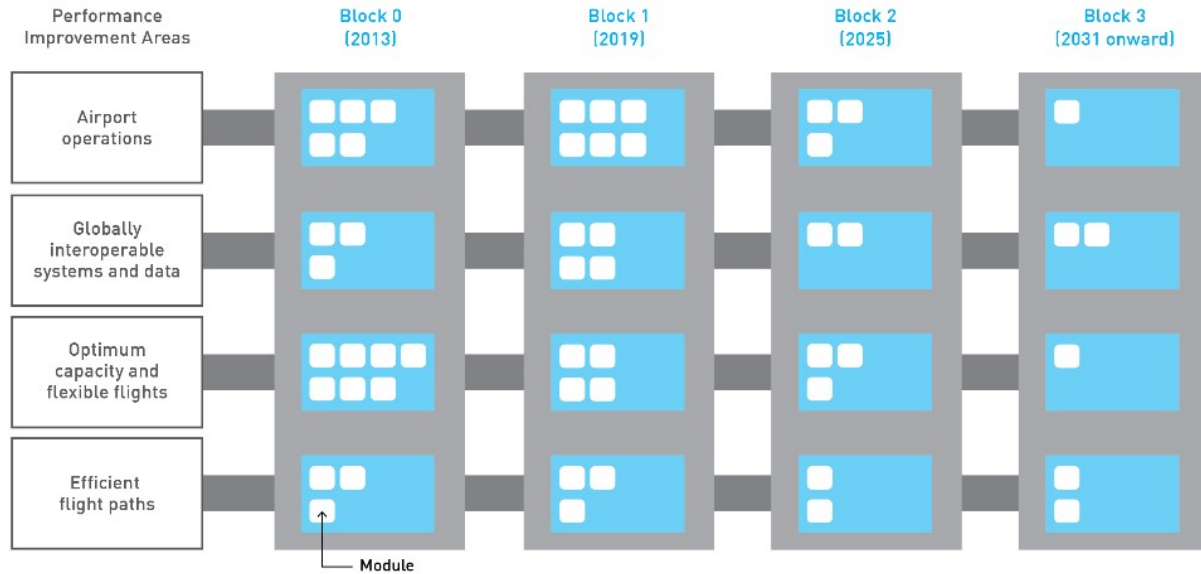 Performance
Improvement Areas
Block 0
(2013)
Block 1
(2019)
Block 2
(2025)
Block 3
(2031 onward)
Airport
operations
Globally
interoperable
systems and data
Optimum
capacity and
flexible flights
Efficient
flight paths
Module